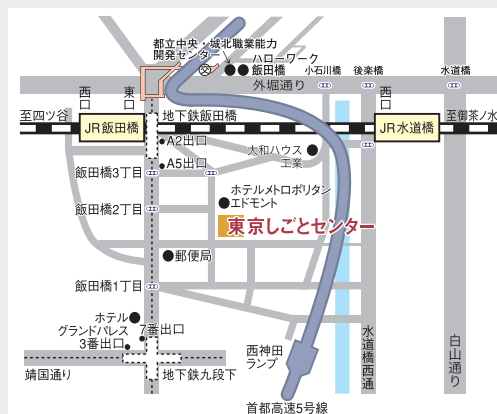 都立中央・城北職業能力
開発センター
ハローワーク
飯田橋
小石川橋
後楽橋
水道橋
外堀通り
西口
東口
西口
至四ツ谷
JR飯田橋
地下鉄飯田橋
JR水道橋
至御茶ノ水
A2出口
大和ハウス
工業
A5出口
飯田橋3丁目
ホテルメトロポリタン
エドモント
飯田橋2丁目
東京しごとセンター
郵便局
飯田橋1丁目
ホテル
グランドパレス
7番出口
3番出口
西神田
ランプ
水道橋西通
白山通り
靖国通り
地下鉄九段下
首都高速5号線